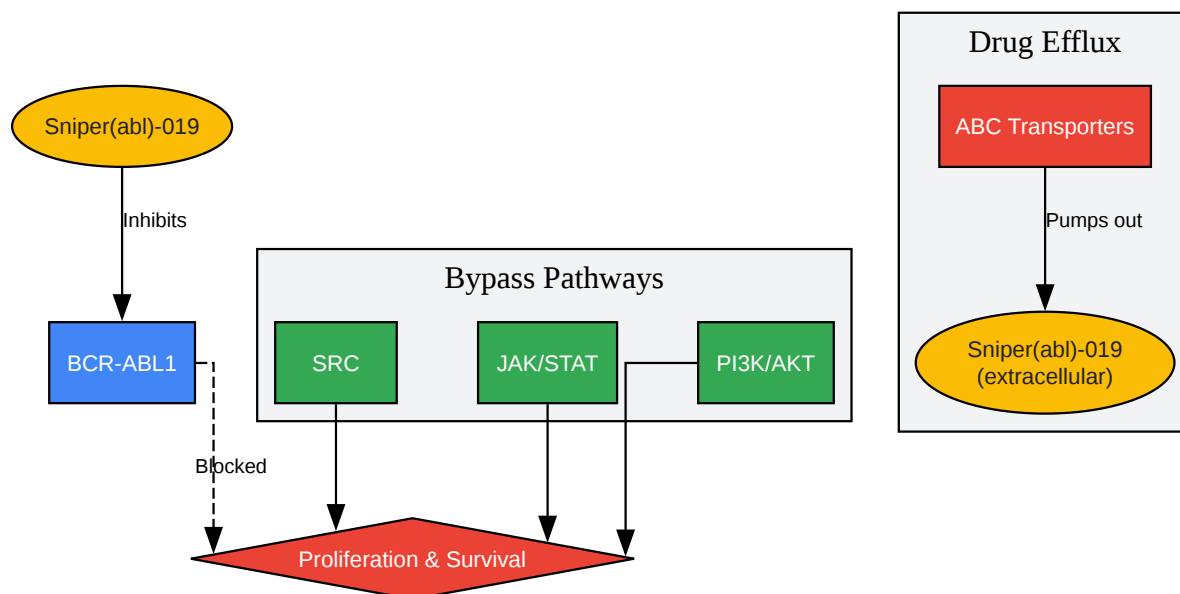 Drug Efflux
Sniper(abl)-019
ABC Transporters
Inhibits
Pumps out
Bypass Pathways
BCR-ABL1
SRC
JAK/STAT
PI3K/AKT
Sniper(abl)-019
(extracellular)
Blocked
Proliferation & Survival